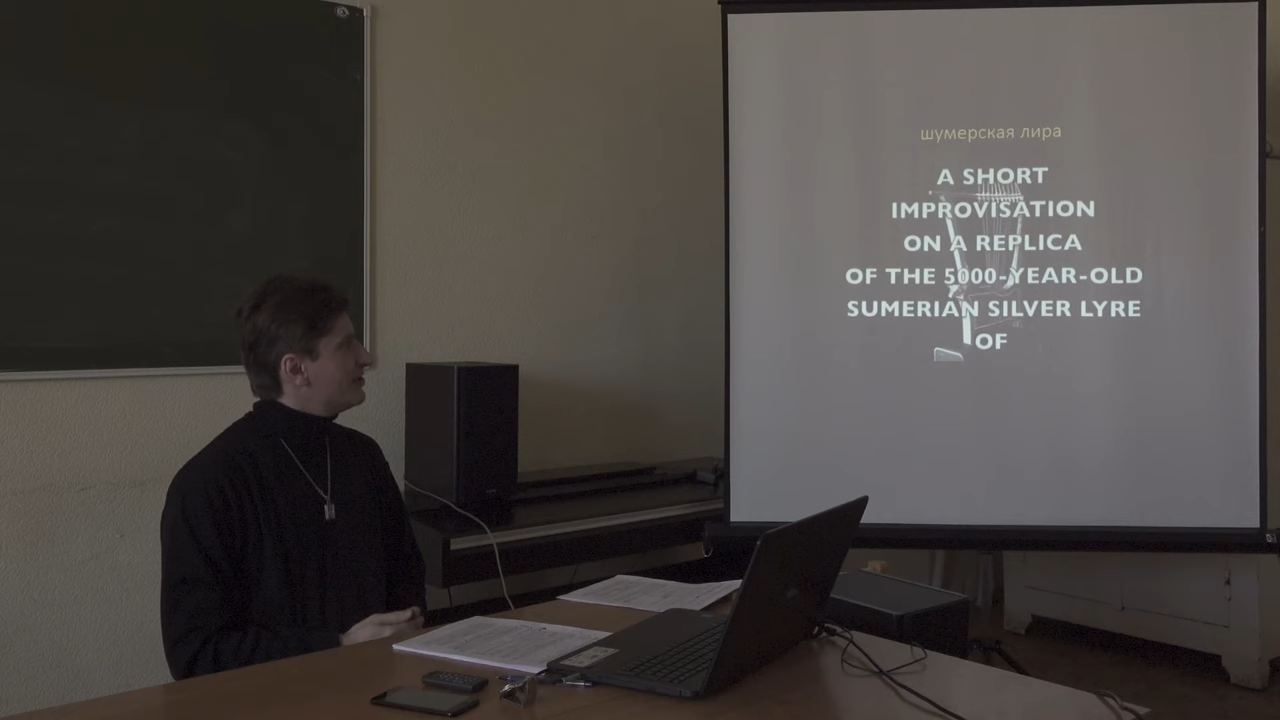 шумерская лира
A SHORT
IMPROVISATION
ON A REPLICA
OF THE 5000-YEAR-OLD
SUMERIAN SILVER LYRE
OF